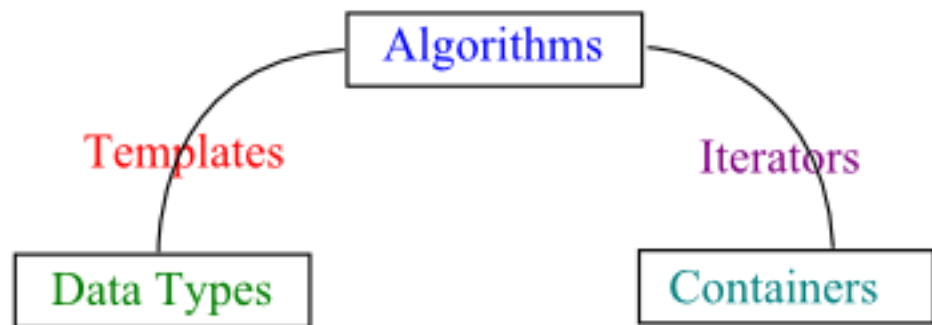 Algorithms
Templates
Iterators
Data Types
Containers